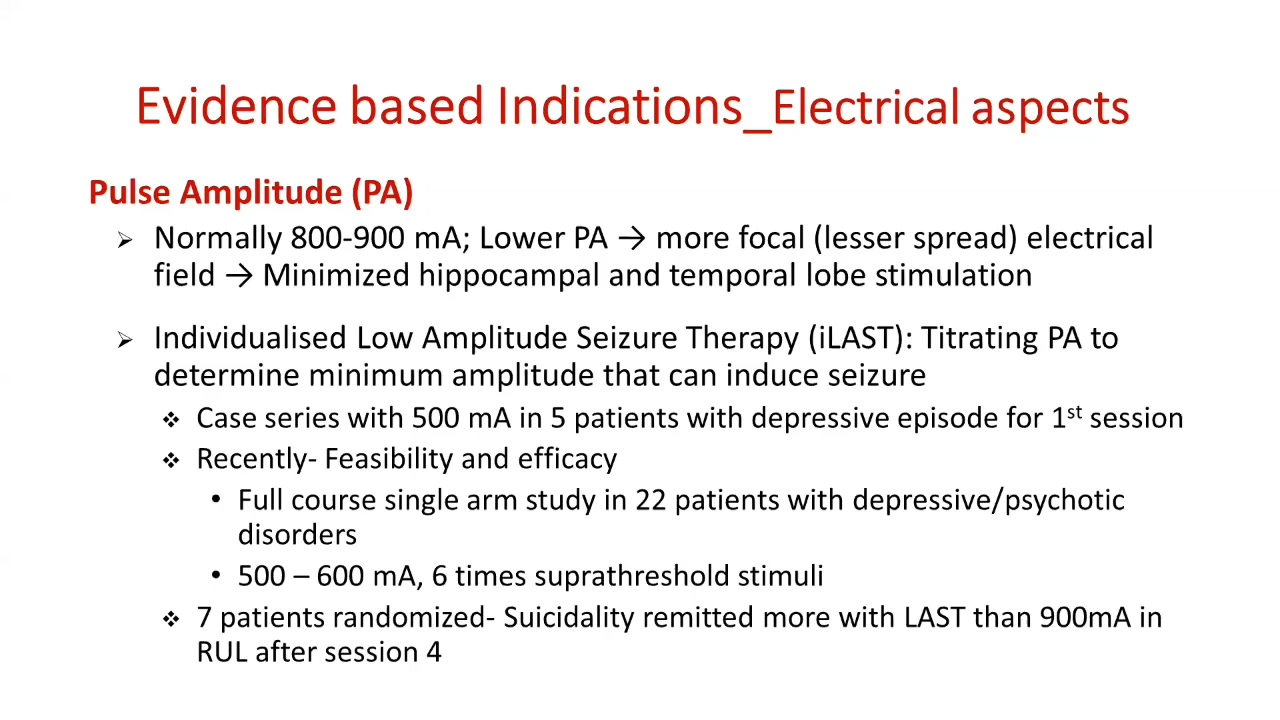 Evidence based Indications_Electrical aspects
Pulse Amplitude (PA)
➢ Normally 800-900 mA; Lower PA → more focal (lesser spread) electrical
field → Minimized hippocampal and temporal lobe stimulation
➢ Individualised Low Amplitude Seizure Therapy (iLAST): Titrating PA to
determine minimum amplitude that can induce seizure
❖ Case series with 500 mA in 5 patients with depressive episode for 1st session
❖ Recently- Feasibility and efficacy
• Full course single arm study in 22 patients with depressive/psychotic
disorders
• 500 – 600 mA, 6 times suprathreshold stimuli
❖ 7 patients randomized- Suicidality remitted more with LAST than 900mA in
RUL after session 4